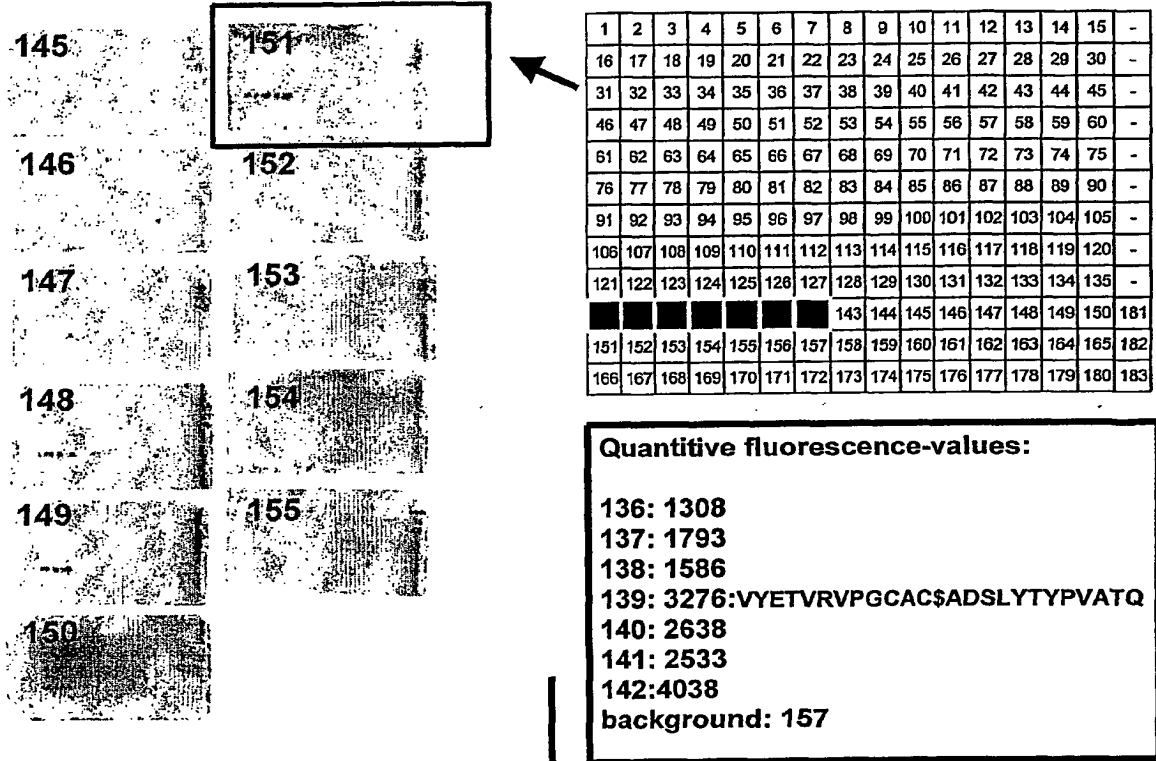 145
151
146
152
147
153
148
154
149
155
150
1 2 3 4 5 6 7 8 9 10 11 12 13 14 15 -
16 17 18 19 20 21 22 23 24 25 26 27 28 29 30 -
31 32 33 34 35 36 37 38 39 40 41 42 43 44 45 -
46 47 48 49 50 51 52 53 54 55 56 57 58 59 60 -
61 62 63 64 65 66 67 68 69 70 71 72 73 74 75 -
76 77 78 79 80 81 82 83 84 85 86 87 88 89 90 -
91 92 93 94 95 96 97 98 99 100 101 102 103 104 105 -
106 107 108 109 110 111 112 113 114 115 116 117 118 119 120 -
121 122 123 124 125 126 127 128 129 130 131 132 133 134 135 -
143 144 145 146 147 148 149 150 181
151 152 153 154 155 156 157 158 159 160 161 162 163 164 165 182
166 167 168 169 170 171 172 173 174 175 176 177 178 179 180 183
Quantitive fluorescence-values:
136: 1308
137: 1793
138: 1586
139: 3276:VYETVRVPGCAC$ADSLYTYPVATQ
140: 2638
141: 2533
142:4038
background: 157